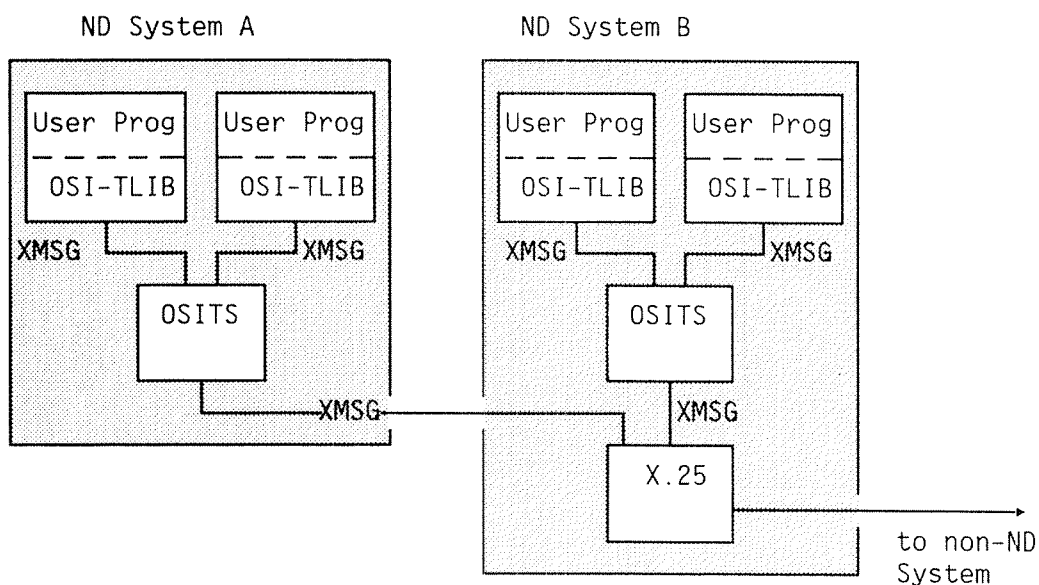 ND System A
ND System B
User Prog
User Prog
User Prog
User Prog
OSI-TLIB
OSI-TLIB
OSI-TLIB
OSI-TLIB
XMSG
XMSG
XMSG
XMSG
OSITS
OSITS
XMSG
XMSG
X.25
to non-ND
System